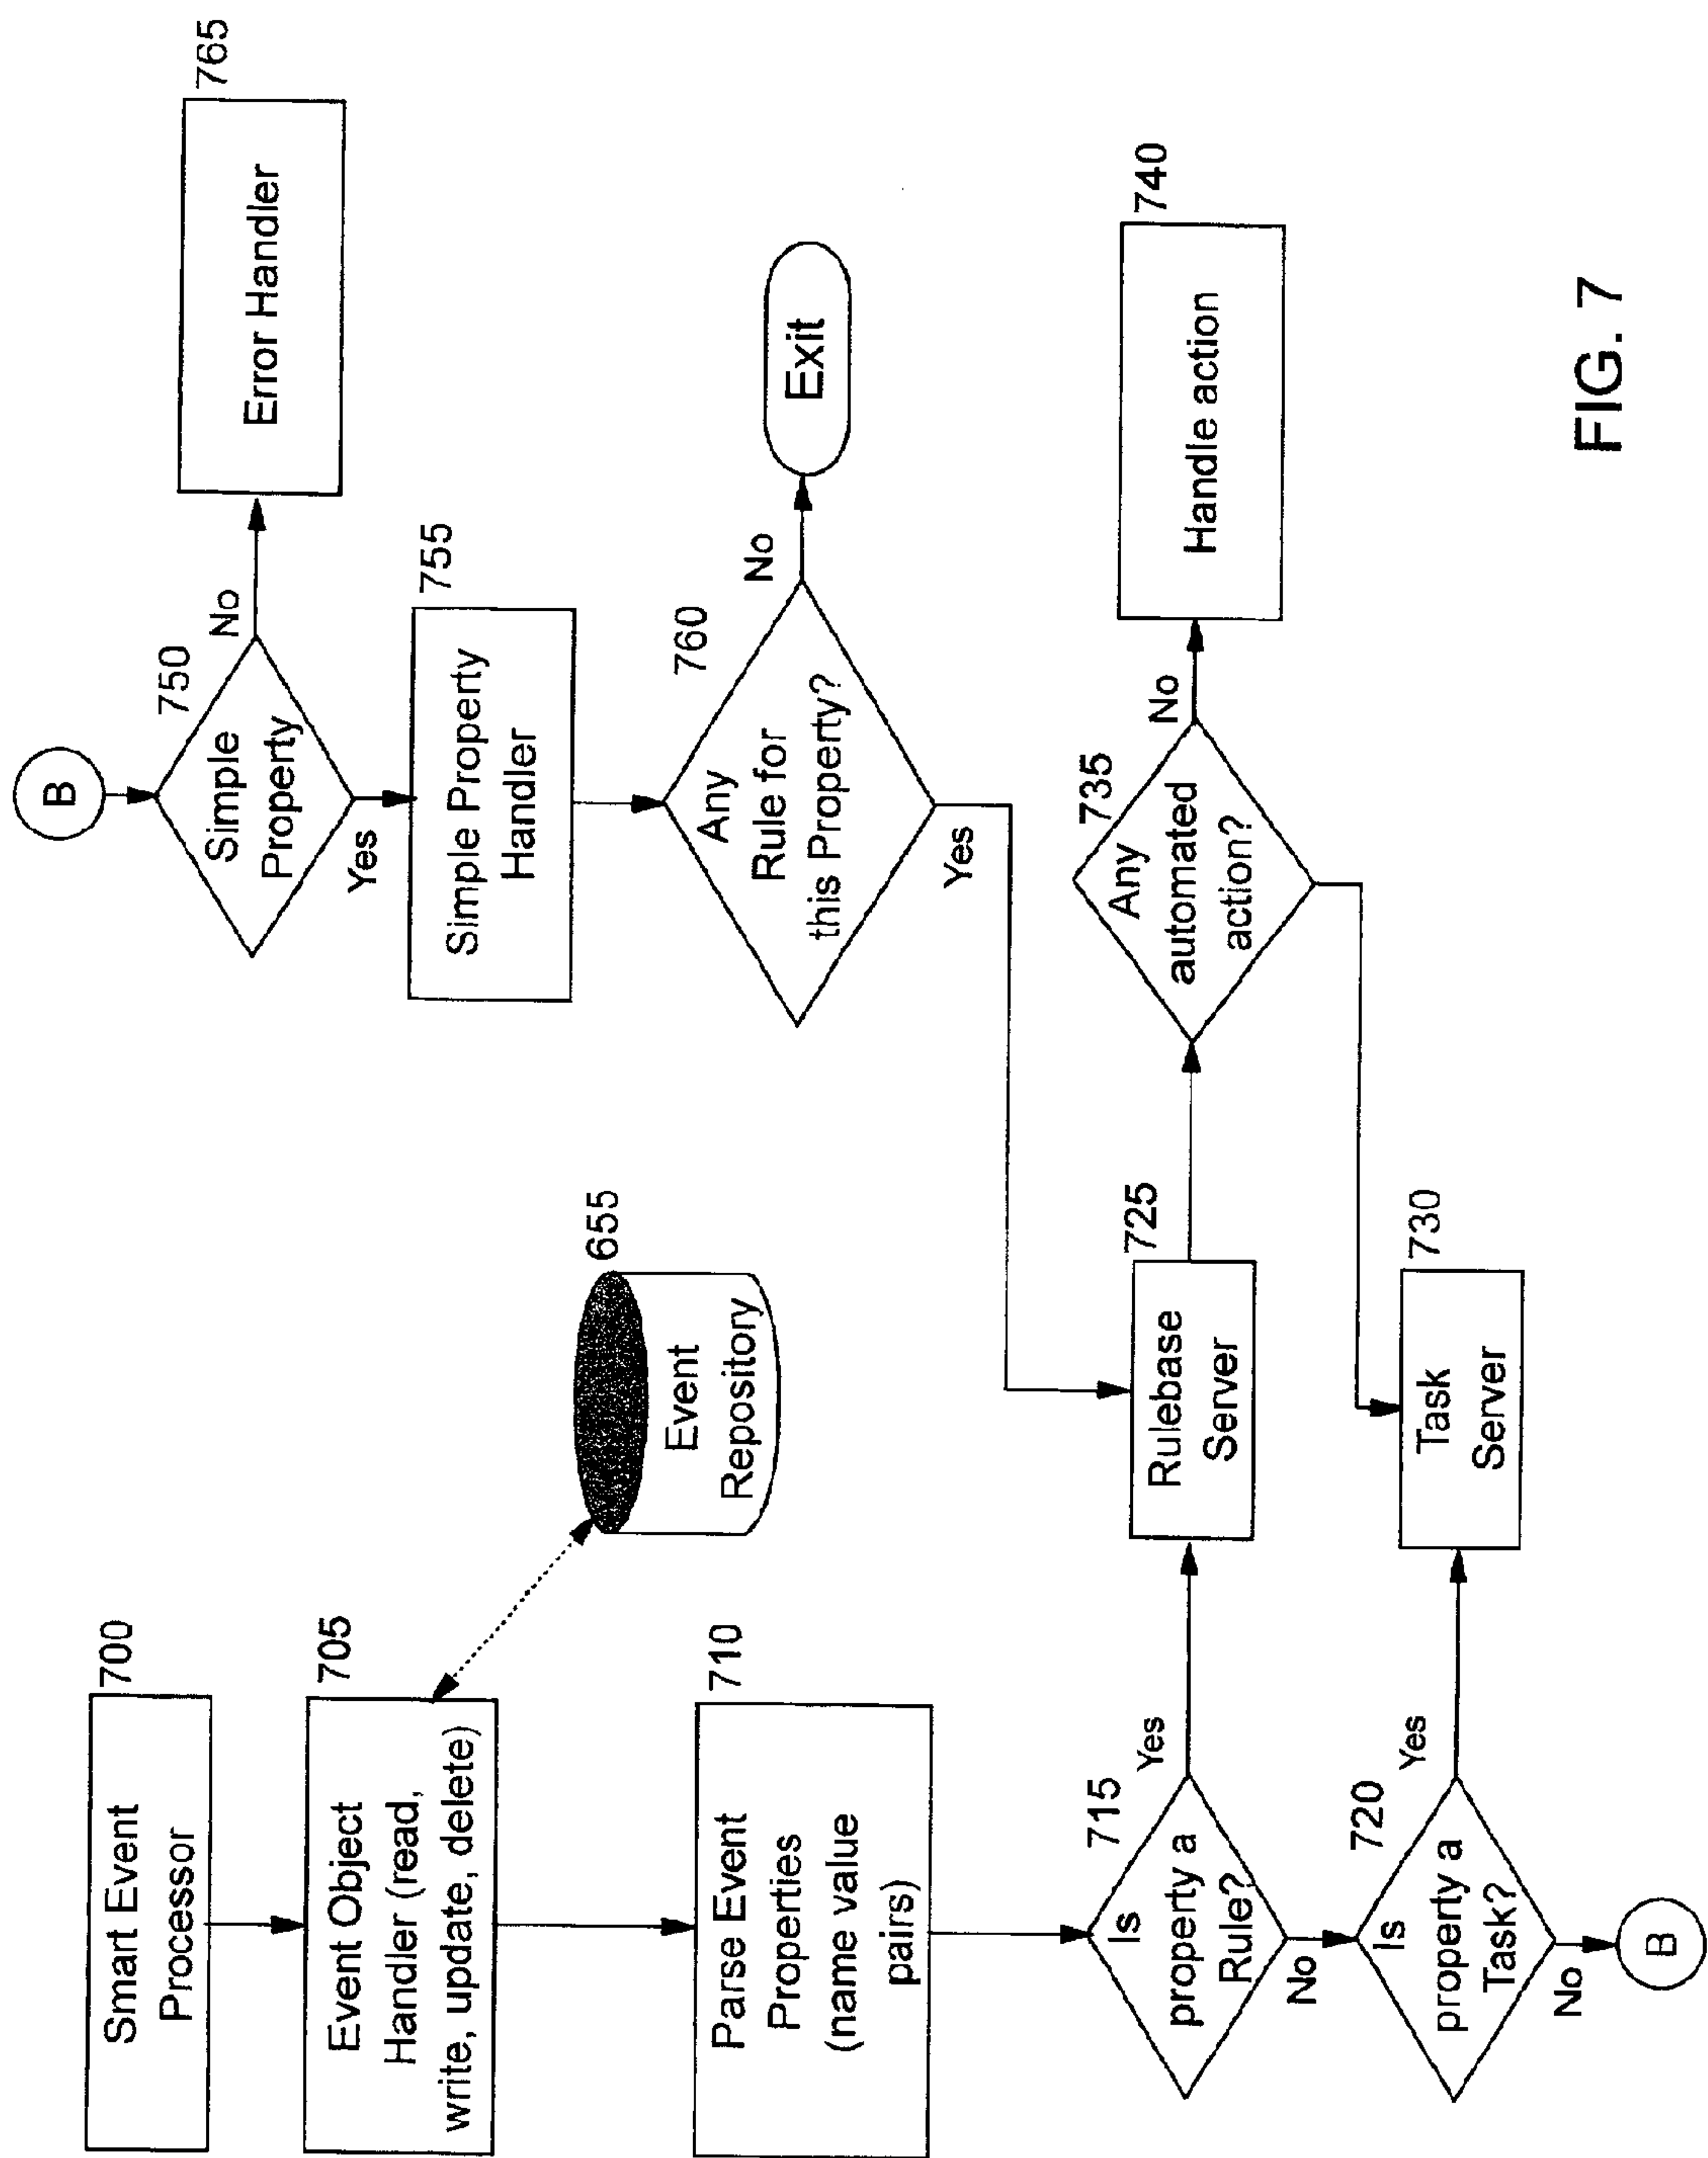 700
Smart Event
Processor
705
Event Object
Handler (read,
write, update, delete)
655
Event
Repository
710
Parse Event
Properties
(name value
pairs)
715
Is
property a
Rule?
Yes
No
725
Rulebase
Server
720
Is
property a
Task?
Yes
No
730
Task
Server
B
B
750
Simple
Property
No
Yes
765
Error Handler
755
Simple Property
Handler
760
Any
Rule for
this Property?
No
Yes
Exit
735
Any
automated
action?
No
740
Handle action
FIG. 7